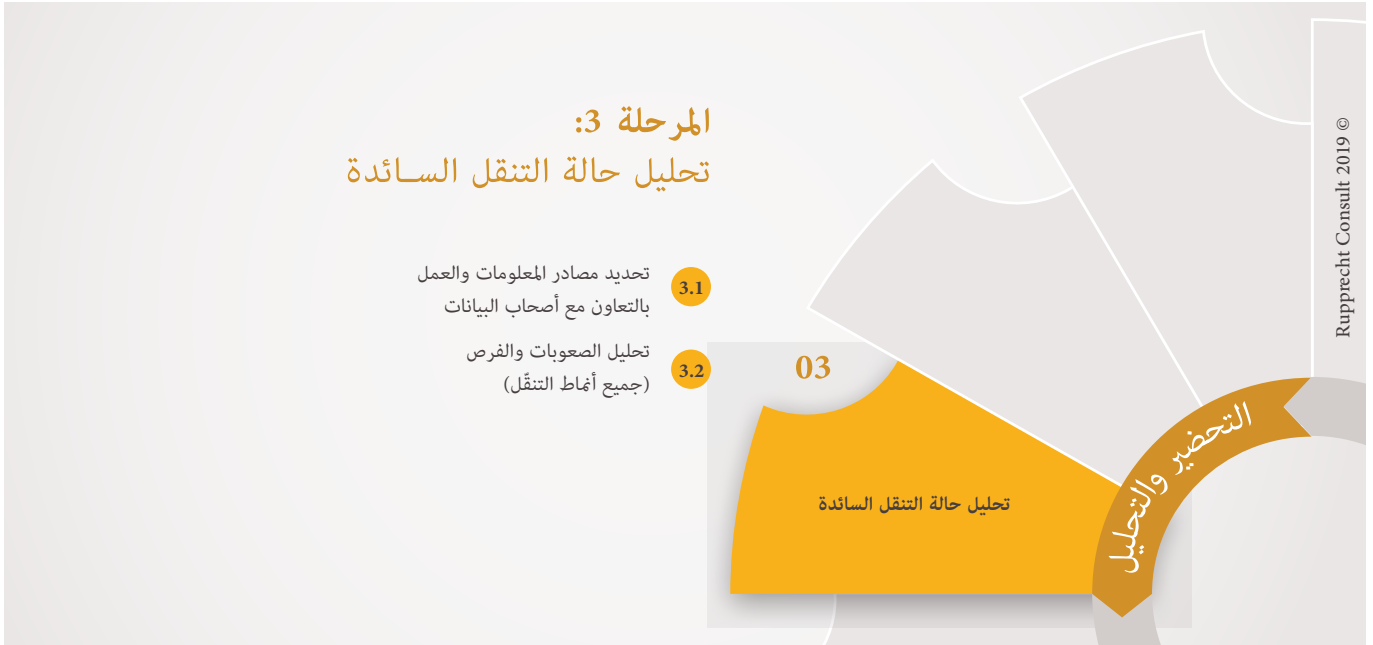 المرحلة 3:
تحليل حالة التنقل السائدة
3.1
تحديد مصادر المعلومات والعمل
بالتعاون مع أصحاب البيانات
3.2
تحليل الصعوبات والفرص
(جميع أنماط التنقّل)
03
تحليل حالة التنقل السائدة
التحضير والتحليل
© Rupprecht Consult 2019